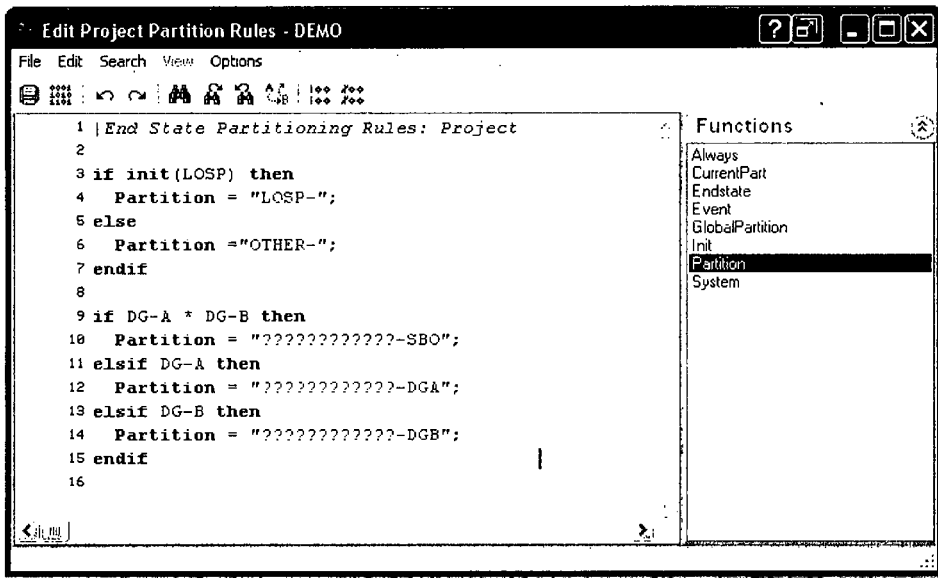 Edit Project Partition Rules - DEMO
File Edit Search View Options
1 |End State Partitioning Rules: Project
2
3 if init(LOSP) then
4 Partition = "LOSP-";
5 else
6 Partition ="OTHER-";
7 endif
8
9 if DG-A * DG-B then
10 Partition = "????????????-SBO";
11 elsif DG-A then
12 Partition = "????????????-DGA";
13 elsif DG-B then
14 Partition = "????????????-DGB";
15 endif
16
Functions
Always
CurrentPart
Endstate
Event
GlobalPartition
Init
Partition
System